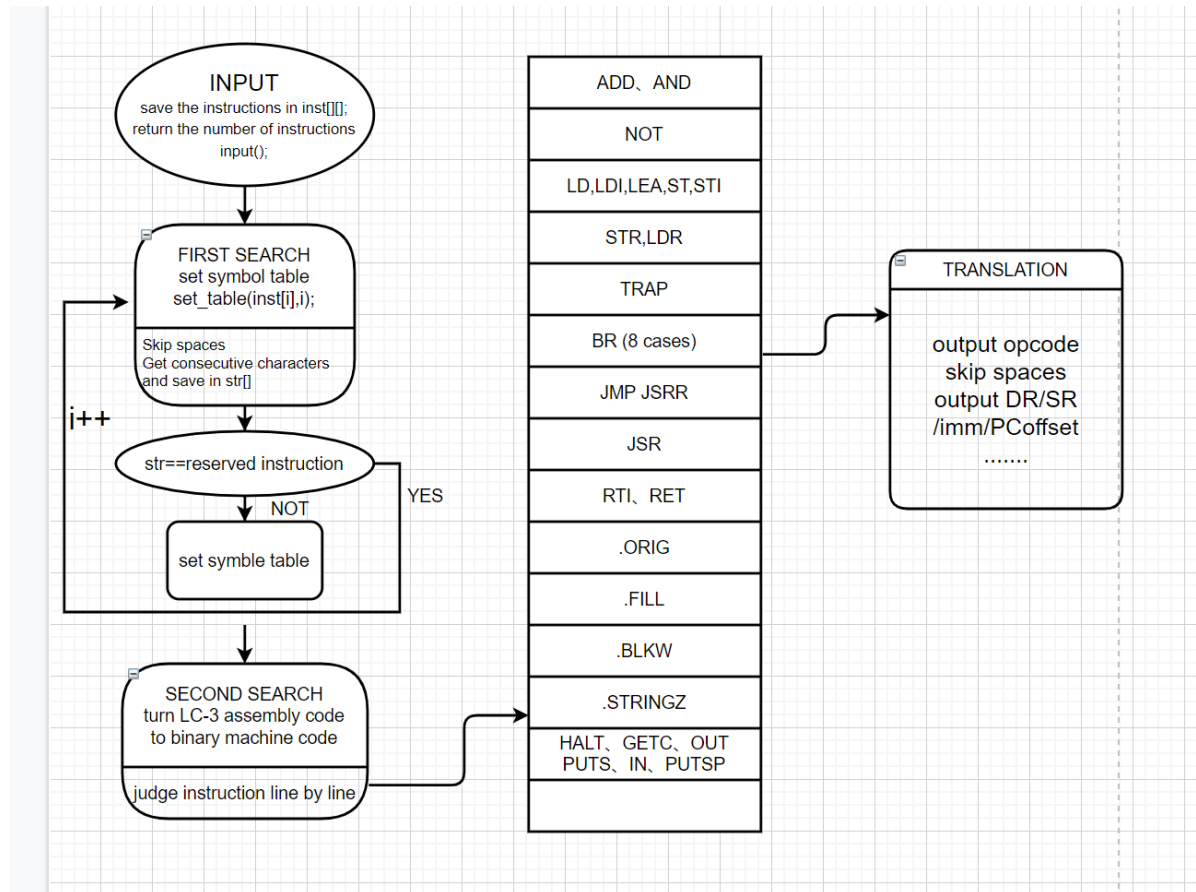 INPUT
save the instructions in inst[][];
return the number of instructions
input();
FIRST SEARCH
set symbol table
set_table(inst[i],i);
Skip spaces
Get consecutive characters
and save in str[]
i++
str==reserved instruction
YES
NOT
set symble table
SECOND SEARCH
turn LC-3 assembly code
to binary machine code
judge instruction line by line
ADD、AND
NOT
LD,LDI,LEA,ST,STI
STR,LDR
TRAP
BR (8 cases)
JMP JSRR
JSR
RTI、RET
.ORIG
.FILL
.BLKW
.STRINGZ
HALT、GETC、OUT
PUTS、IN、PUTSP
TRANSLATION
output opcode
skip spaces
output DR/SR
/imm/PCoffset
.......